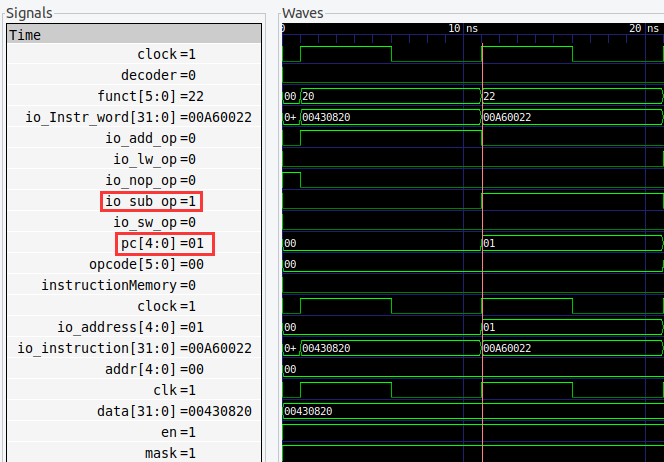 Signals
Waves
Time
0 10 ns 20 ns
clock=1
decoder=0
funct[5:0]=22 00 20 22
io_Instr_word[31:0]=00A60022 0+ 00430820 00A60022
io_add_op=0
io_lw_op=0
io_nop_op=0
io_sub_op=1
io_sw_op=0
pc[4:0]=01 00 01
opcode[5:0]=00 00
instructionMemory=0
clock=1
io_address[4:0]=01 00 01
io_instruction[31:0]=00A60022 0+ 00430820 00A60022
addr[4:0]=00 00
clk=1
data[31:0]=00430820 00430820
en=1
mask=1